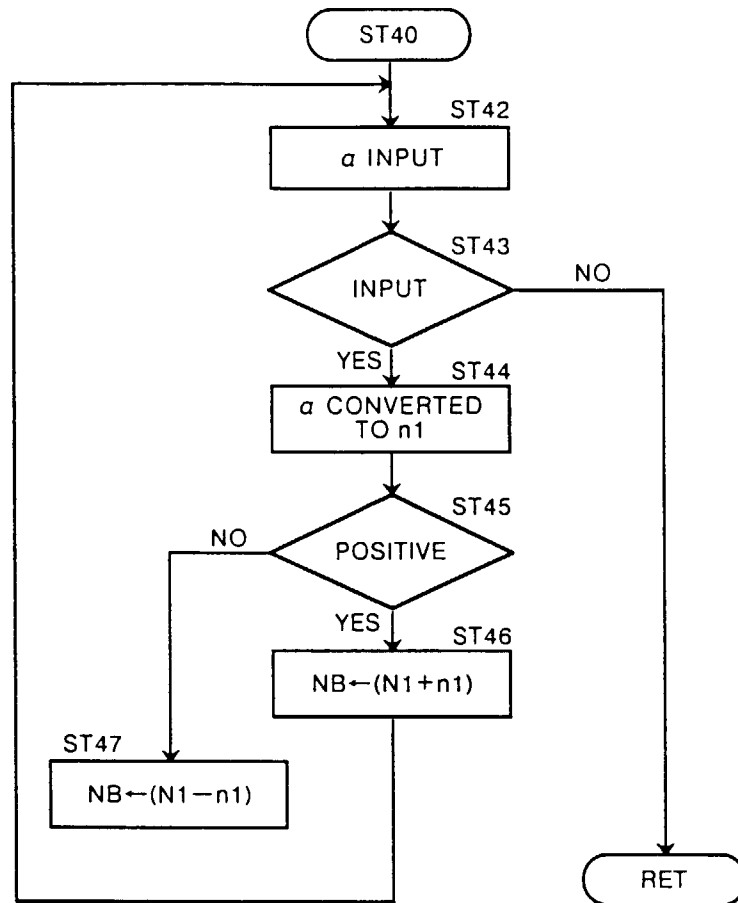 ST40
ST42
α INPUT
ST43
INPUT
NO
YES
ST44
α CONVERTED
TO n1
ST45
NO
POSITIVE
YES
ST46
NB←(N1+n1)
ST47
NB←(N1−n1)
RET